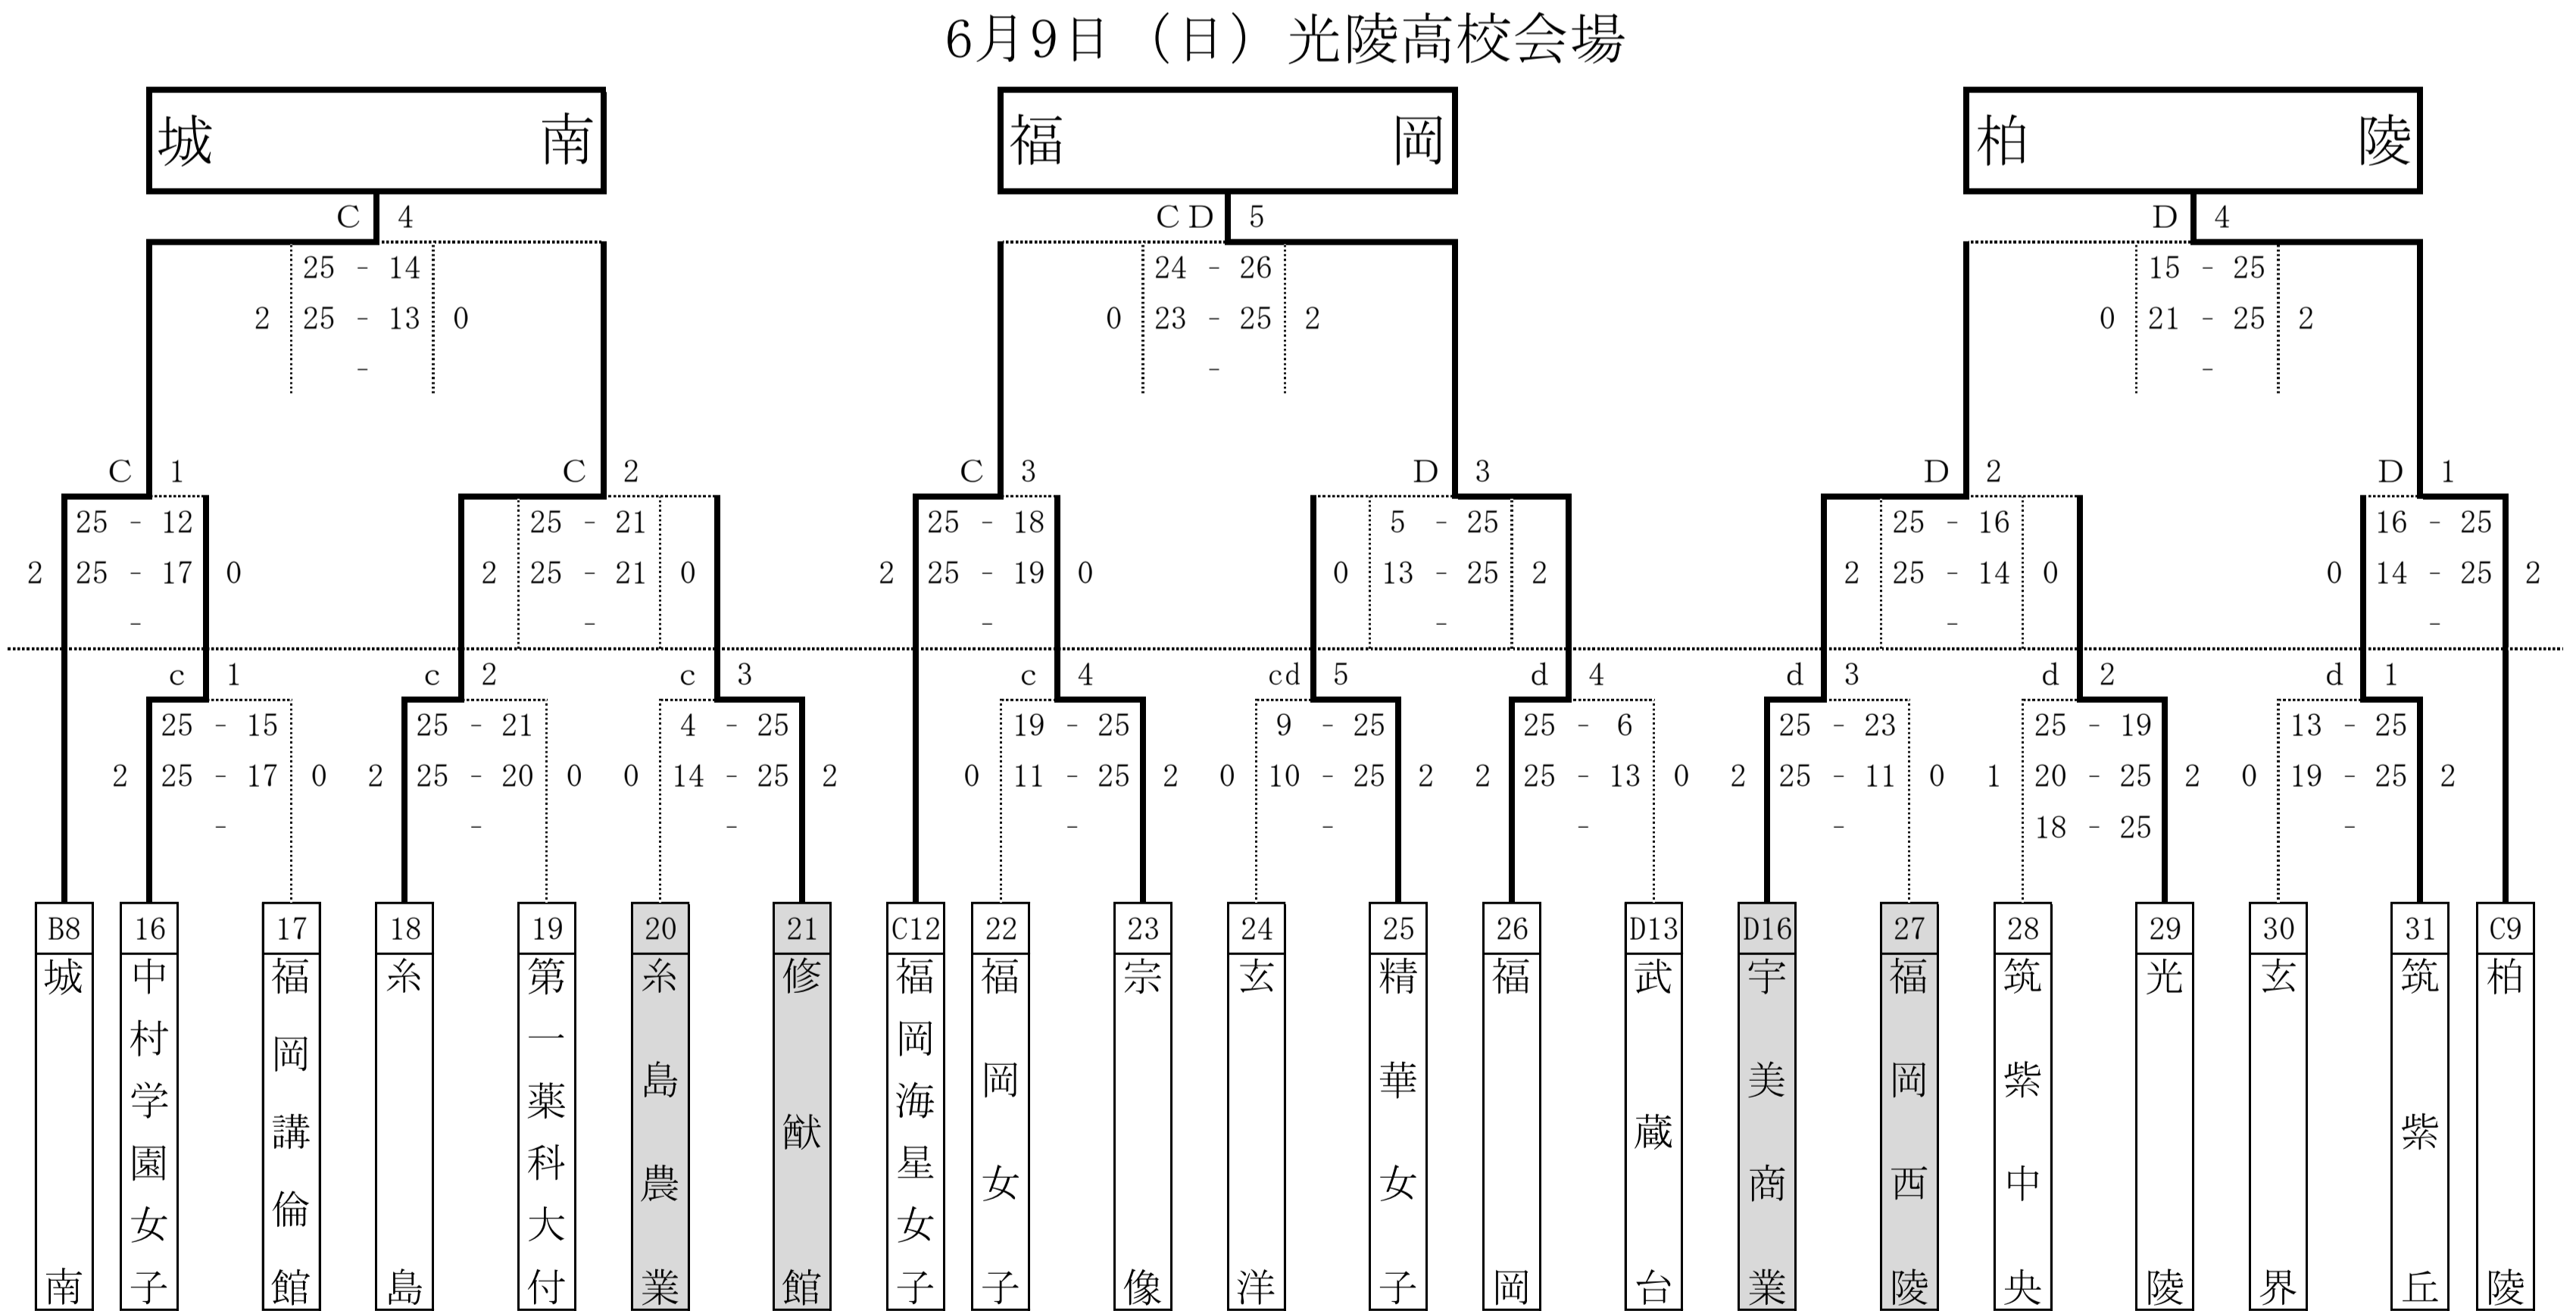 6月9日（日）光陵高校会場
城南 福岡 柏陵
C 4 CD 5 D 4
25 - 14 24 - 26 15 - 25
2 25 - 13 0 0 23 - 25 2 0 21 - 25 2
- - -
C 1 C 2 C 3 D 3 D 2 D 1
25 - 12 25 - 21 25 - 18 5 - 25 25 - 16 16 - 25
2 25 - 17 0 2 25 - 21 0 2 25 - 19 0 0 13 - 25 2 2 25 - 14 0 0 14 - 25 2
- - - - - -
c 1 c 2 c 3 c 4 cd 5 d 4 d 3 d 2 d 1
25 - 15 25 - 21 4 - 25 19 - 25 9 - 25 25 - 6 25 - 23 25 - 19 13 - 25
2 25 - 17 0 2 25 - 20 0 0 14 - 25 2 0 11 - 25 2 0 10 - 25 2 2 25 - 13 0 2 25 - 11 0 1 20 - 25 2 0 19 - 25 2
- - - - - - - 18 - 25 -
B8 16 17 18 19 20 21 C12 22 23 24 25 26 D13 D16 27 28 29 30 31 C9
城南
中村学園女子
福岡講倫館
糸島
第一薬科大付
糸島農業
修猷館
福岡海星女子
福岡女子
宗像
玄洋
精華女子
福岡
武蔵台
宇美商業
福岡西陵
筑紫中央
光陵
玄界
筑紫丘
柏陵